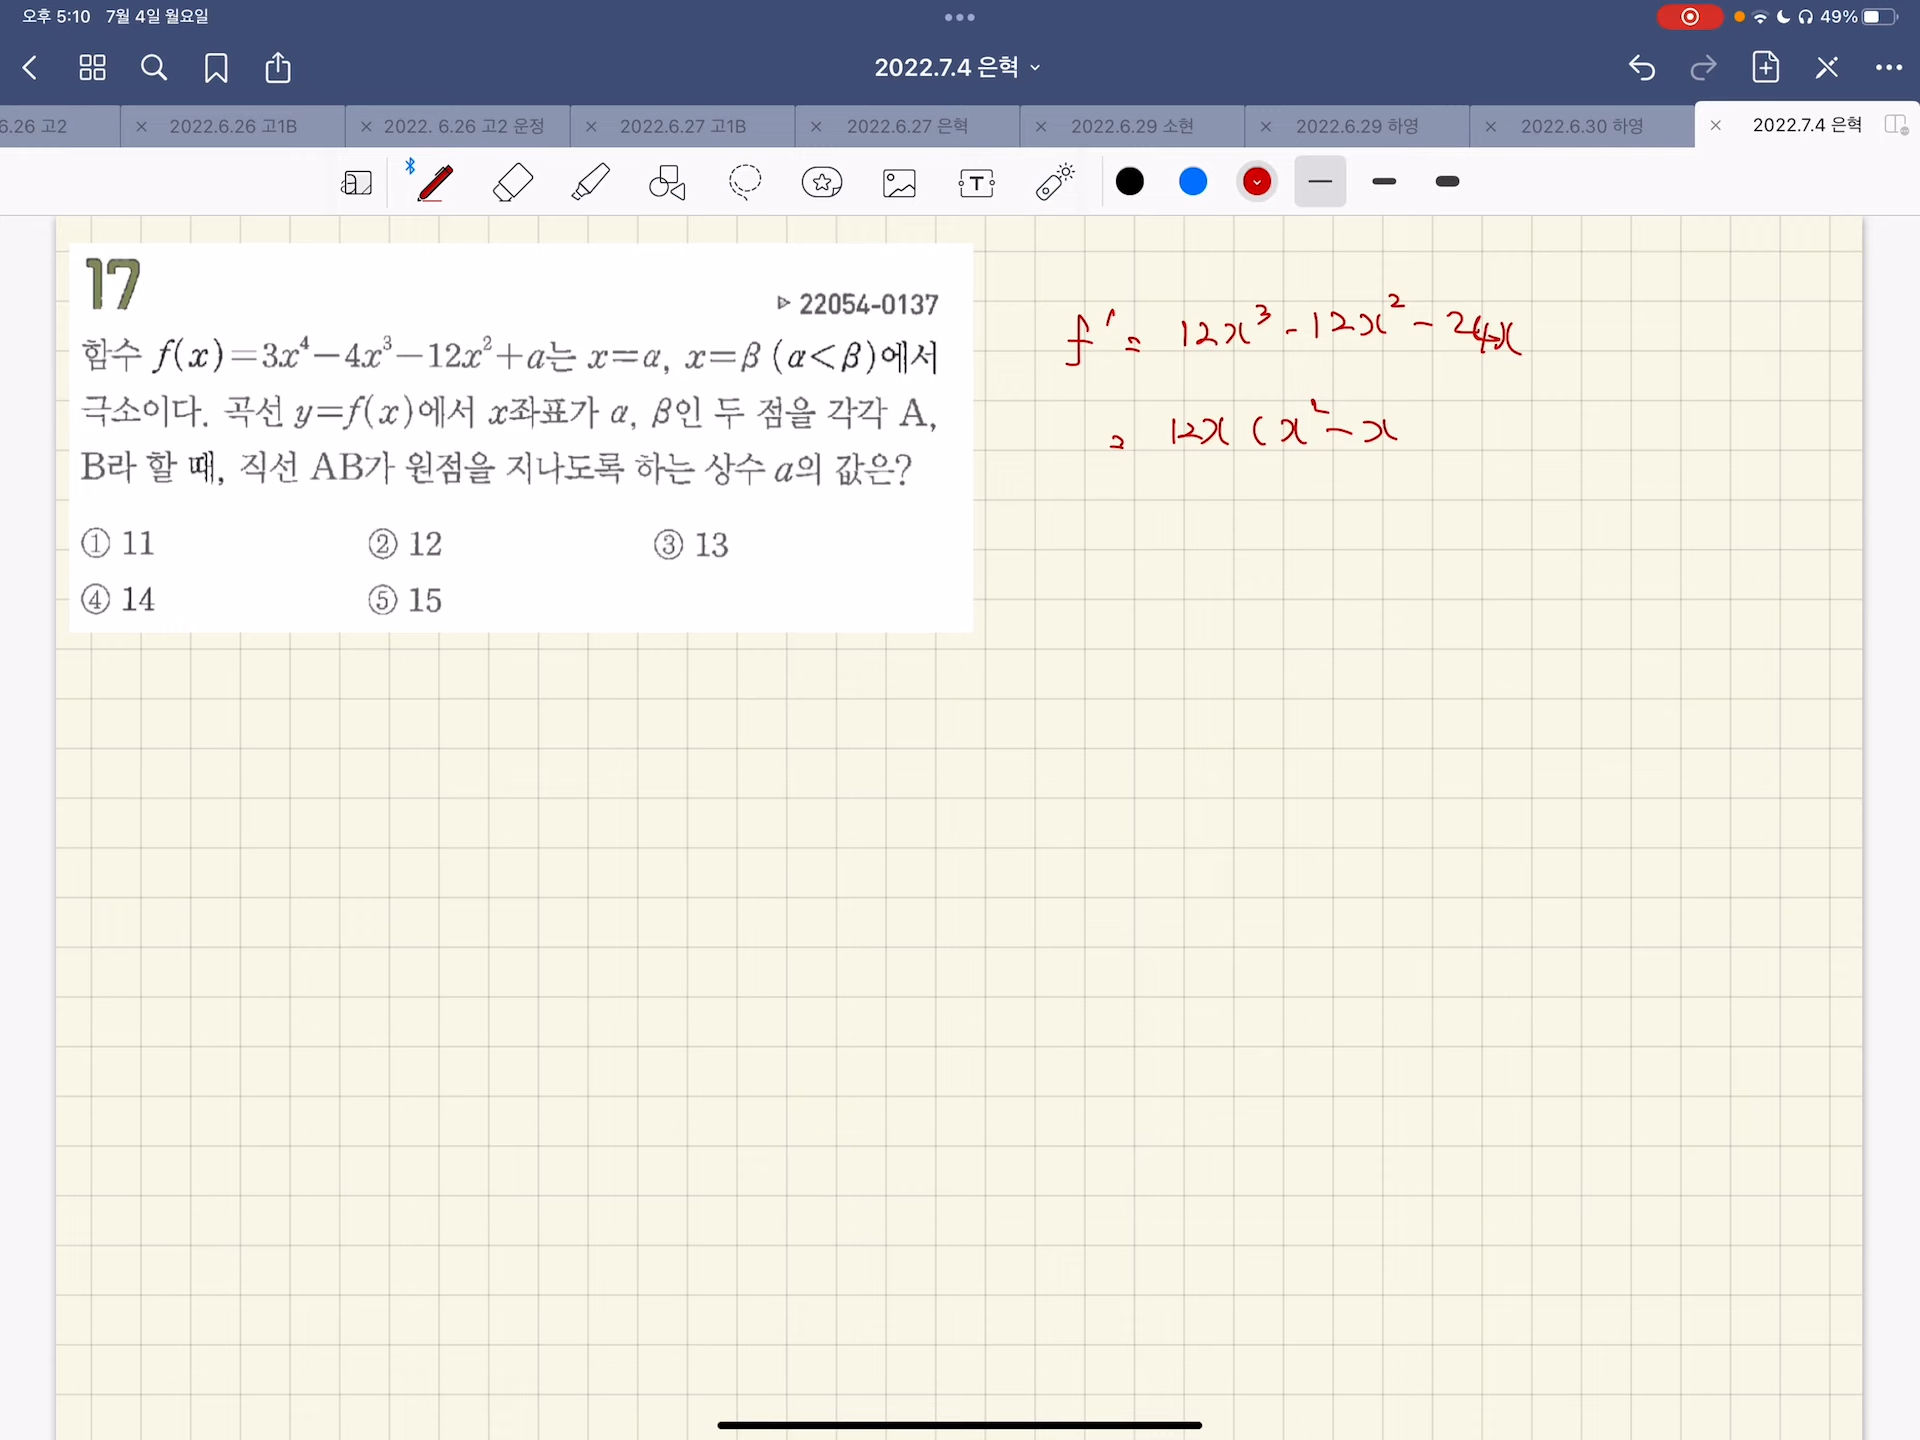 오후 5:10 7월 4일 월요일
49%
2022.7.4 은혁
6.26 고2
2022.6.26 고1B
2022. 6.26 고2 운정
2022.6.27 고1B
2022.6.27 은혁
2022.6.29 소현
2022.6.29 하영
2022.6.30 하영
2022.7.4 은혁
17
▷ 22054-0137
함수 f(x)=3x⁴−4x³−12x²+a는 x=α, x=β (α<β)에서
극소이다. 곡선 y=f(x)에서 x좌표가 α, β인 두 점을 각각 A,
B라 할 때, 직선 AB가 원점을 지나도록 하는 상수 a의 값은?
① 11 ② 12 ③ 13
④ 14 ⑤ 15
f' = 12x³ - 12x² - 24x
= 12x (x² - x